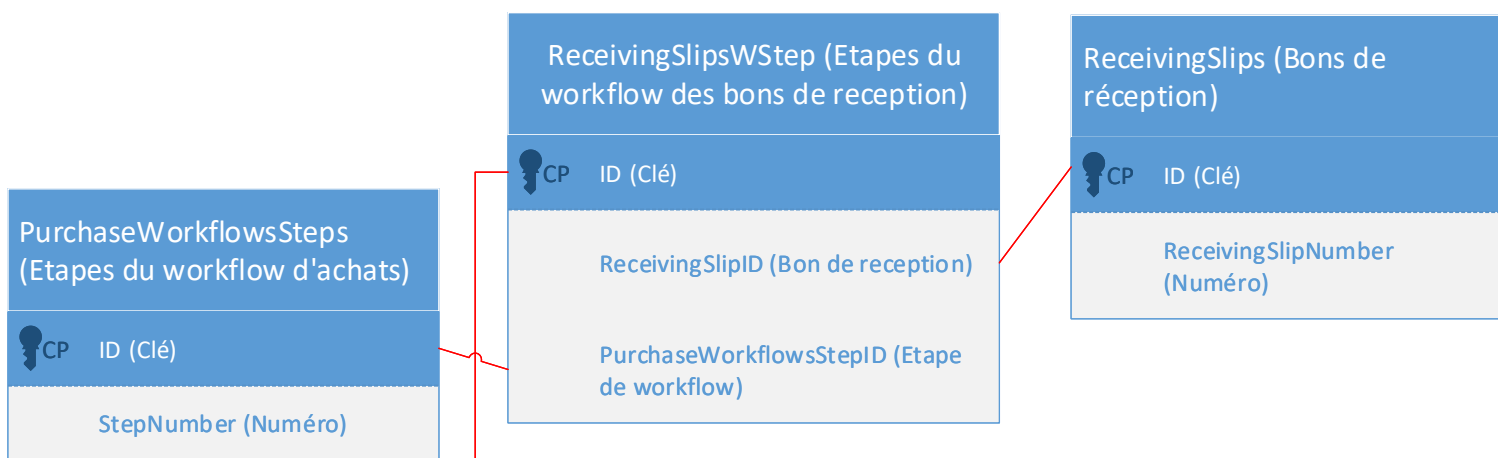 ReceivingSlipsWStep (Etapes du
workflow des bons de reception)
CP ID (Clé)
ReceivingSlipID (Bon de reception)
PurchaseWorkflowsStepID (Etape
de workflow)
ReceivingSlips (Bons de
réception)
CP ID (Clé)
ReceivingSlipNumber
(Numéro)
PurchaseWorkflowsSteps
(Etapes du workflow d'achats)
CP ID (Clé)
StepNumber (Numéro)